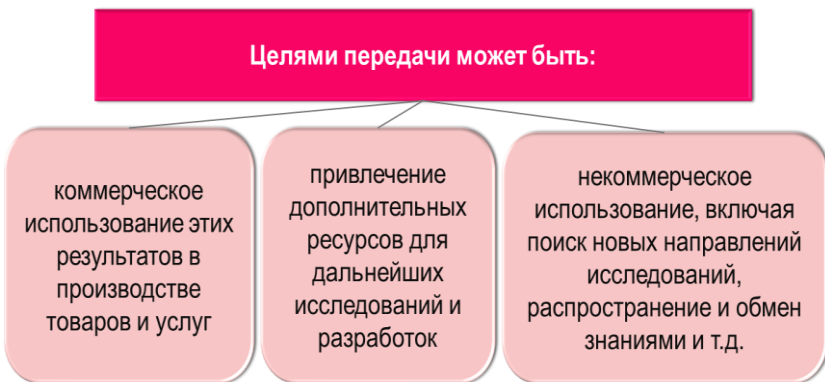 Целями передачи может быть:
коммерческое
использование этих
результатов в
производстве
товаров и услуг
привлечение
дополнительных
ресурсов для
дальнейших
исследований и
разработок
некоммерческое
использование, включая
поиск новых направлений
исследований,
распространение и обмен
знаниями и т.д.